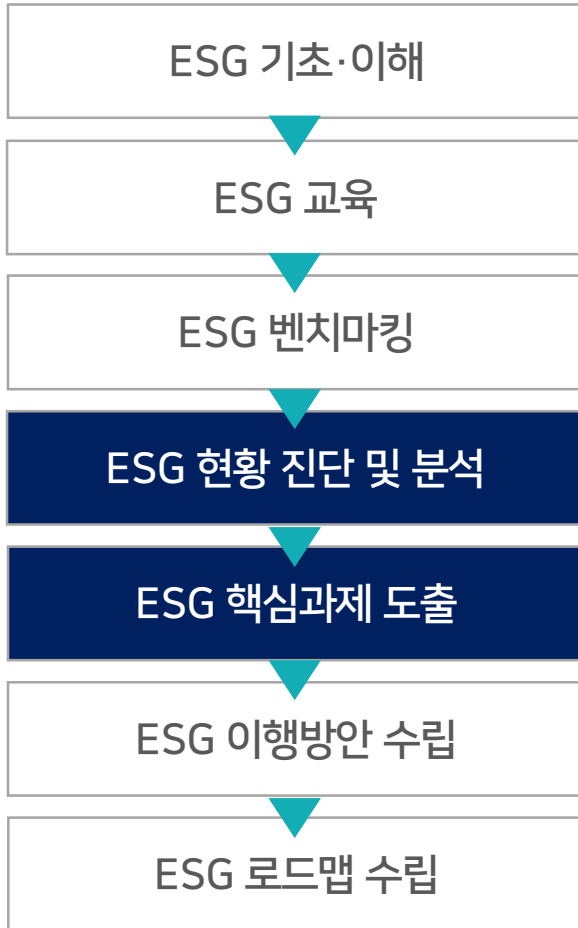 ESG 기초·이해
ESG 교육
ESG 벤치마킹
ESG 현황 진단 및 분석
ESG 핵심과제 도출
ESG 이행방안 수립
ESG 로드맵 수립